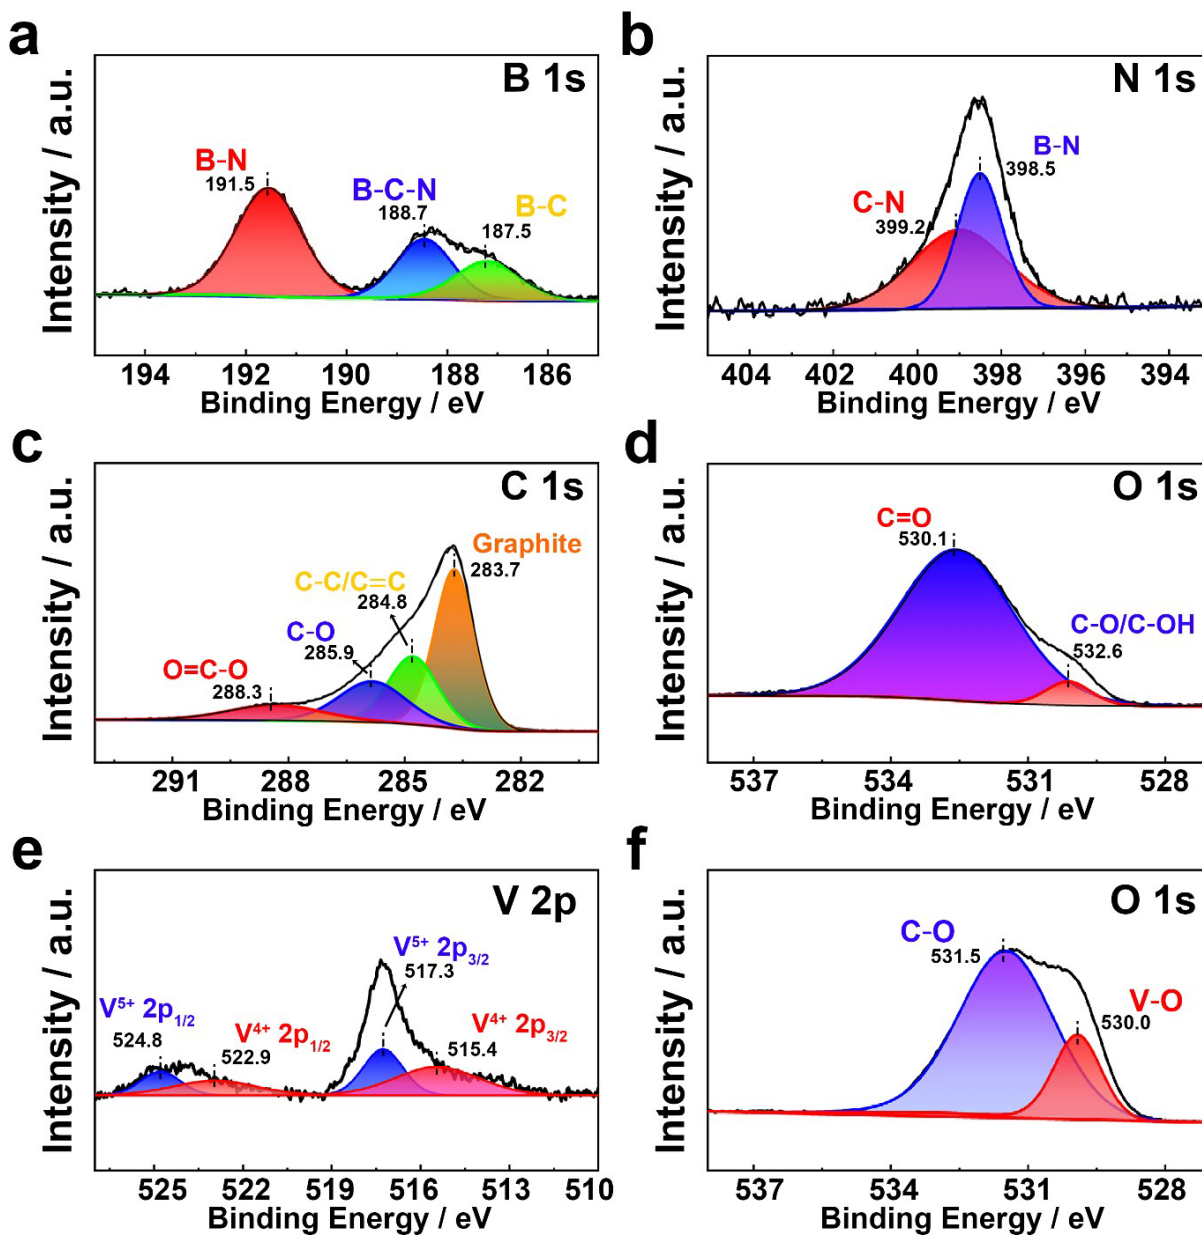 a
B 1s
B-N
191.5
B-C-N
188.7
B-C
187.5
Intensity / a.u.
194 192 190 188 186
Binding Energy / eV
b
N 1s
B-N
398.5
C-N
399.2
Intensity / a.u.
404 402 400 398 396 394
Binding Energy / eV
c
C 1s
Graphite
283.7
C-C/C=C
284.8
C-O
285.9
O=C-O
288.3
Intensity / a.u.
291 288 285 282
Binding Energy / eV
d
O 1s
C=O
530.1
C-O/C-OH
532.6
Intensity / a.u.
537 534 531 528
Binding Energy / eV
e
V 2p
V⁵⁺ 2p₃/₂
517.3
V⁵⁺ 2p₁/₂
524.8
V⁴⁺ 2p₁/₂
522.9
V⁴⁺ 2p₃/₂
515.4
Intensity / a.u.
525 522 519 516 513 510
Binding Energy / eV
f
O 1s
C-O
531.5
V-O
530.0
Intensity / a.u.
537 534 531 528
Binding Energy / eV